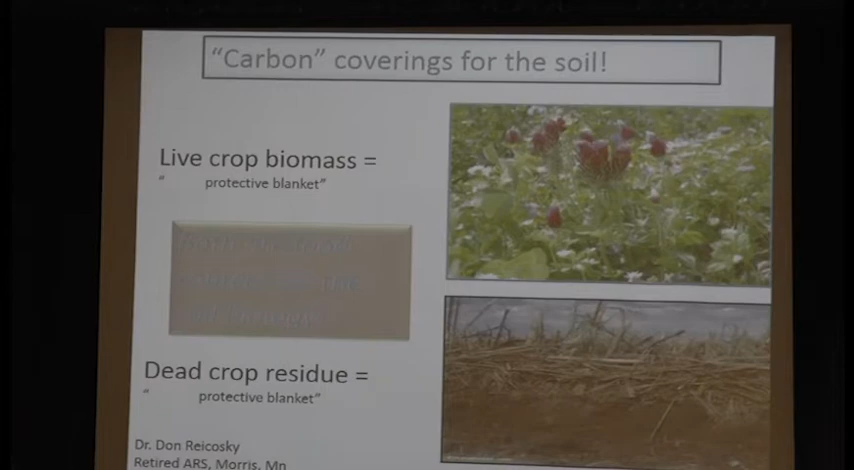 “Carbon” coverings for the soil!
Live crop biomass =
“ protective blanket”
Dead crop residue =
“ protective blanket”
Dr. Don Reicosky
Retired ARS, Morris, Mn